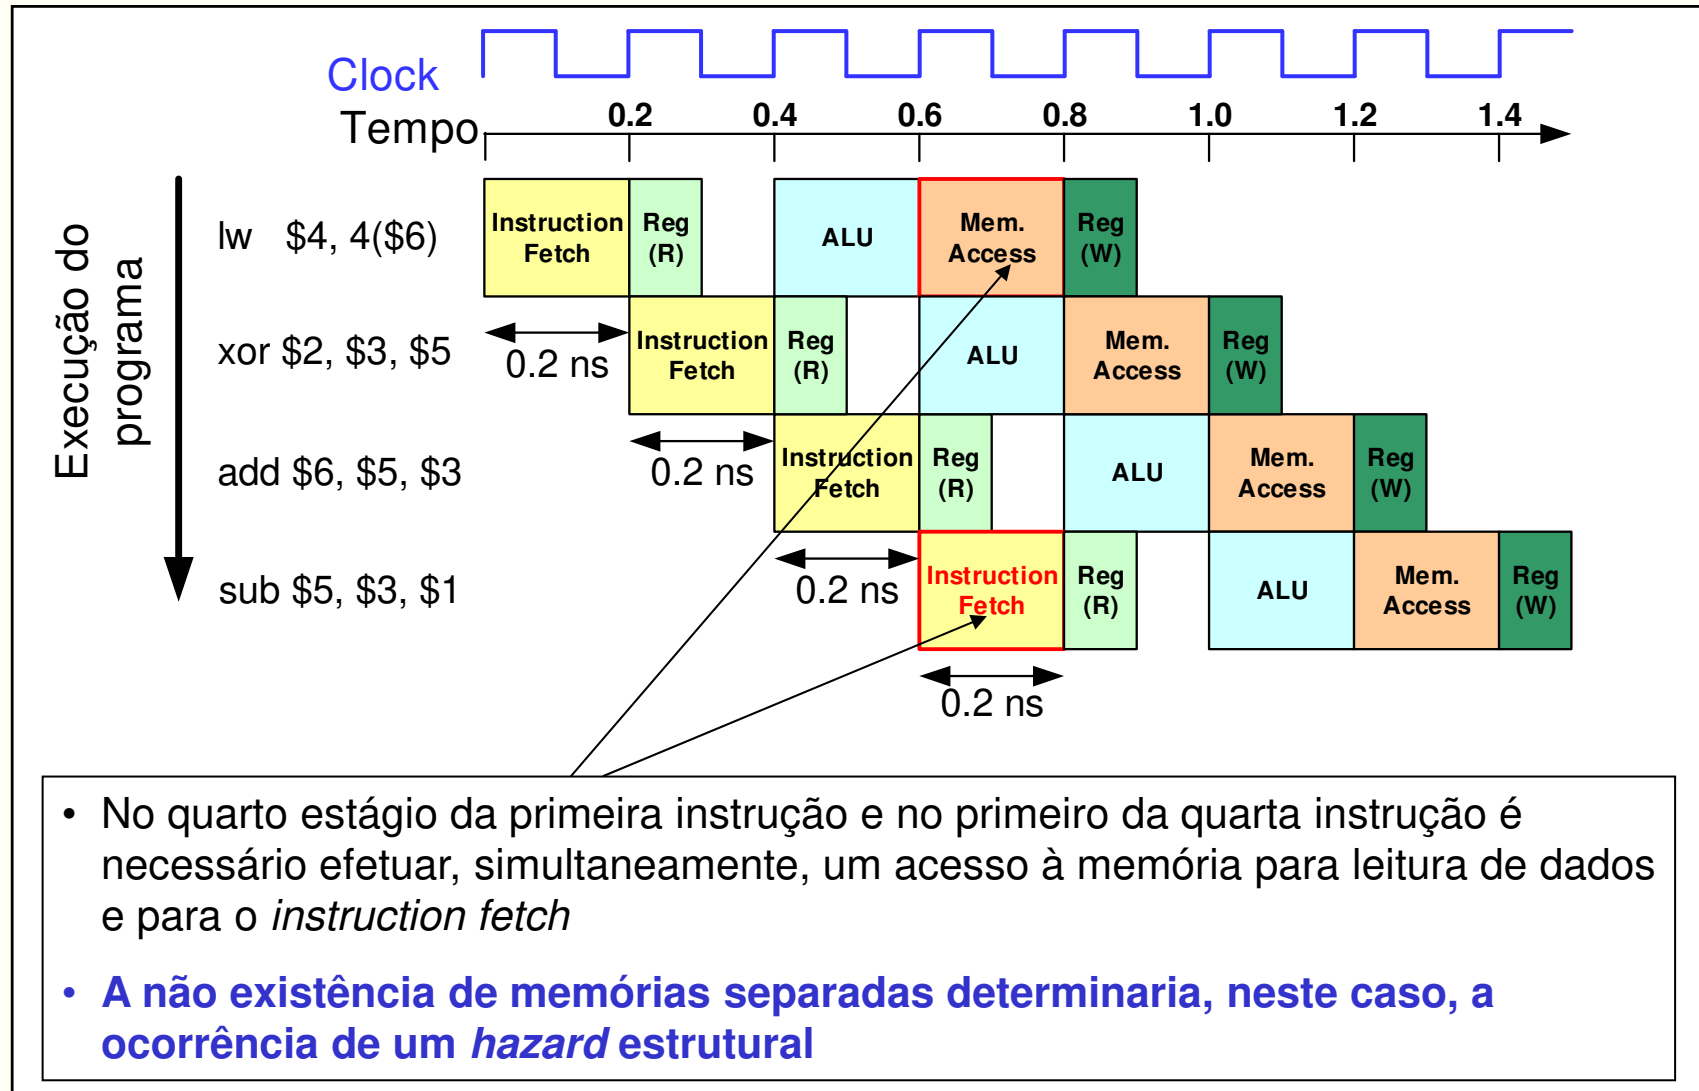 Clock
Tempo
0.2 0.4 0.6 0.8 1.0 1.2 1.4
Execução do
programa
lw $4, 4($6)
Instruction
Fetch
Reg
(R)
ALU
Mem.
Access
Reg
(W)
0.2 ns
xor $2, $3, $5
Instruction
Fetch
Reg
(R)
ALU
Mem.
Access
Reg
(W)
0.2 ns
add $6, $5, $3
Instruction
Fetch
Reg
(R)
ALU
Mem.
Access
Reg
(W)
0.2 ns
sub $5, $3, $1
Instruction
Fetch
Reg
(R)
ALU
Mem.
Access
Reg
(W)
0.2 ns
• No quarto estágio da primeira instrução e no primeiro da quarta instrução é
necessário efetuar, simultaneamente, um acesso à memória para leitura de dados
e para o instruction fetch
• A não existência de memórias separadas determinaria, neste caso, a
ocorrência de um hazard estrutural